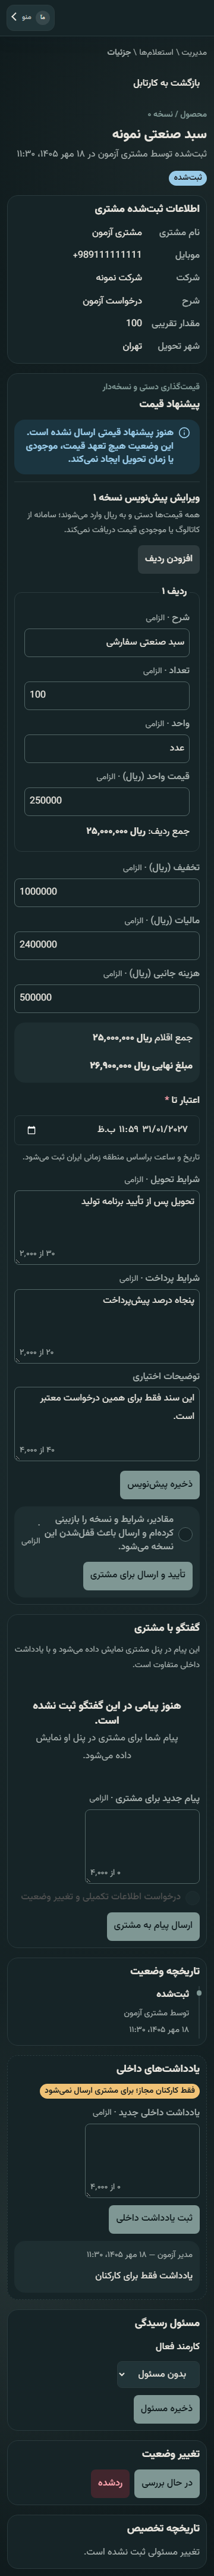 ما
منو
مدیریت \ استعلام‌ها \ جزئیات
بازگشت به کارتابل
محصول / نسخه ۰
سبد صنعتی نمونه
ثبت‌شده توسط مشتری آزمون در ۱۸ مهر ۱۴۰۵، ۱۱:۳۰
ثبت‌شده
اطلاعات ثبت‌شده مشتری
نام مشتری
مشتری آزمون
موبایل
+989111111111
شرکت
شرکت نمونه
شرح
درخواست آزمون
مقدار تقریبی
100
شهر تحویل
تهران
قیمت‌گذاری دستی و نسخه‌دار
پیشنهاد قیمت
هنوز پیشنهاد قیمتی ارسال نشده است.
این وضعیت هیچ تعهد قیمت، موجودی
یا زمان تحویل ایجاد نمی‌کند.
ویرایش پیش‌نویس نسخه ۱
همه قیمت‌ها دستی و به ریال وارد می‌شوند؛ سامانه از
کاتالوگ یا موجودی قیمت دریافت نمی‌کند.
افزودن ردیف
ردیف ۱
شرح - الزامی
سبد صنعتی سفارشی
تعداد - الزامی
100
واحد - الزامی
عدد
قیمت واحد (ریال) - الزامی
250000
جمع ردیف: ۲۵,۰۰۰,۰۰۰ ریال
تخفیف (ریال) - الزامی
1000000
مالیات (ریال) - الزامی
2400000
هزینه جانبی (ریال) - الزامی
500000
جمع اقلام ۲۵,۰۰۰,۰۰۰ ریال
مبلغ نهایی ۲۶,۹۰۰,۰۰۰ ریال
اعتبار تا *
۳۱/۰۱/۲۰۲۷ ۱۱:۵۹ ب.ظ
تاریخ و ساعت براساس منطقه زمانی ایران ثبت می‌شود.
شرایط تحویل - الزامی
تحویل پس از تأیید برنامه تولید
۳۰ از ۲,۰۰۰
شرایط پرداخت - الزامی
پنجاه درصد پیش‌پرداخت
۲۰ از ۲,۰۰۰
توضیحات اختیاری
این سند فقط برای همین درخواست معتبر
است.
۴۰ از ۴,۰۰۰
ذخیره پیش‌نویس
مقادیر، شرایط و نسخه را بازبینی
کرده‌ام و ارسال باعث قفل‌شدن این
نسخه می‌شود.
- الزامی
تأیید و ارسال برای مشتری
گفتگو با مشتری
این پیام در پنل مشتری نمایش داده می‌شود و با یادداشت
داخلی متفاوت است.
هنوز پیامی در این گفتگو ثبت نشده
است.
پیام شما برای مشتری در پنل او نمایش
داده می‌شود.
پیام جدید برای مشتری - الزامی
۰ از ۴,۰۰۰
درخواست اطلاعات تکمیلی و تغییر وضعیت
ارسال پیام به مشتری
تاریخچه وضعیت
ثبت‌شده
توسط مشتری آزمون
۱۸ مهر ۱۴۰۵، ۱۱:۳۰
یادداشت‌های داخلی
فقط کارکنان مجاز؛ برای مشتری ارسال نمی‌شود
یادداشت داخلی جدید - الزامی
۰ از ۴,۰۰۰
ثبت یادداشت داخلی
مدیر آزمون — ۱۸ مهر ۱۴۰۵، ۱۱:۳۰
یادداشت فقط برای کارکنان
مسئول رسیدگی
کارمند فعال
بدون مسئول
ذخیره مسئول
تغییر وضعیت
در حال بررسی
ردشده
تاریخچه تخصیص
تغییر مسئولی ثبت نشده است.